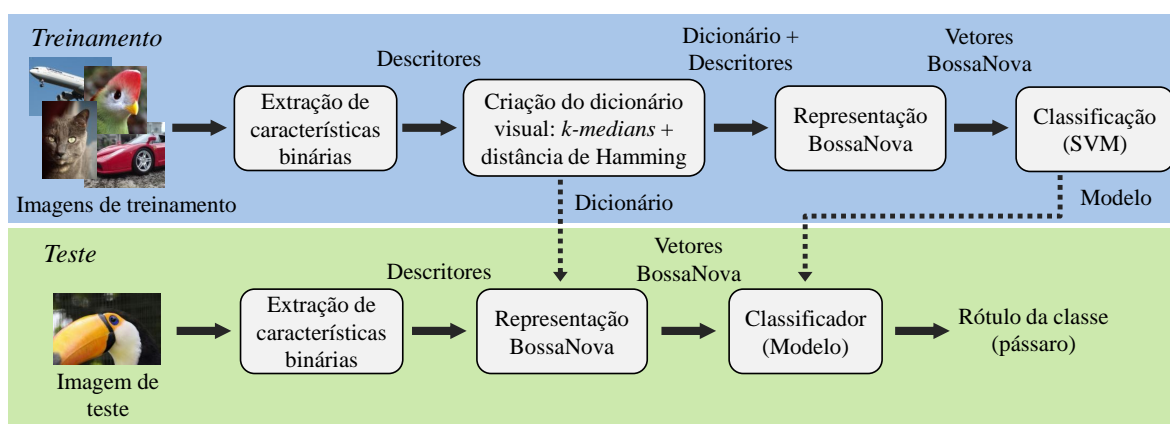 Treinamento
Descritores
Dicionário +
Descritores
Vetores
BossaNova
Extração de
características
binárias
Criação do dicionário
visual: k-medians +
distância de Hamming
Representação
BossaNova
Classificação
(SVM)
Imagens de treinamento
Dicionário
Modelo
Teste
Descritores
Vetores
BossaNova
Extração de
características
binárias
Representação
BossaNova
Classificador
(Modelo)
Rótulo da classe
(pássaro)
Imagem de
teste